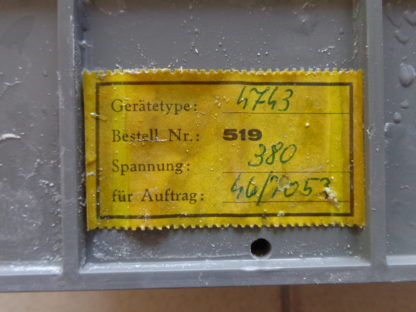 Gerätetype: 4743
Bestell. Nr.: 519
Spannung: 380
für Auftrag: